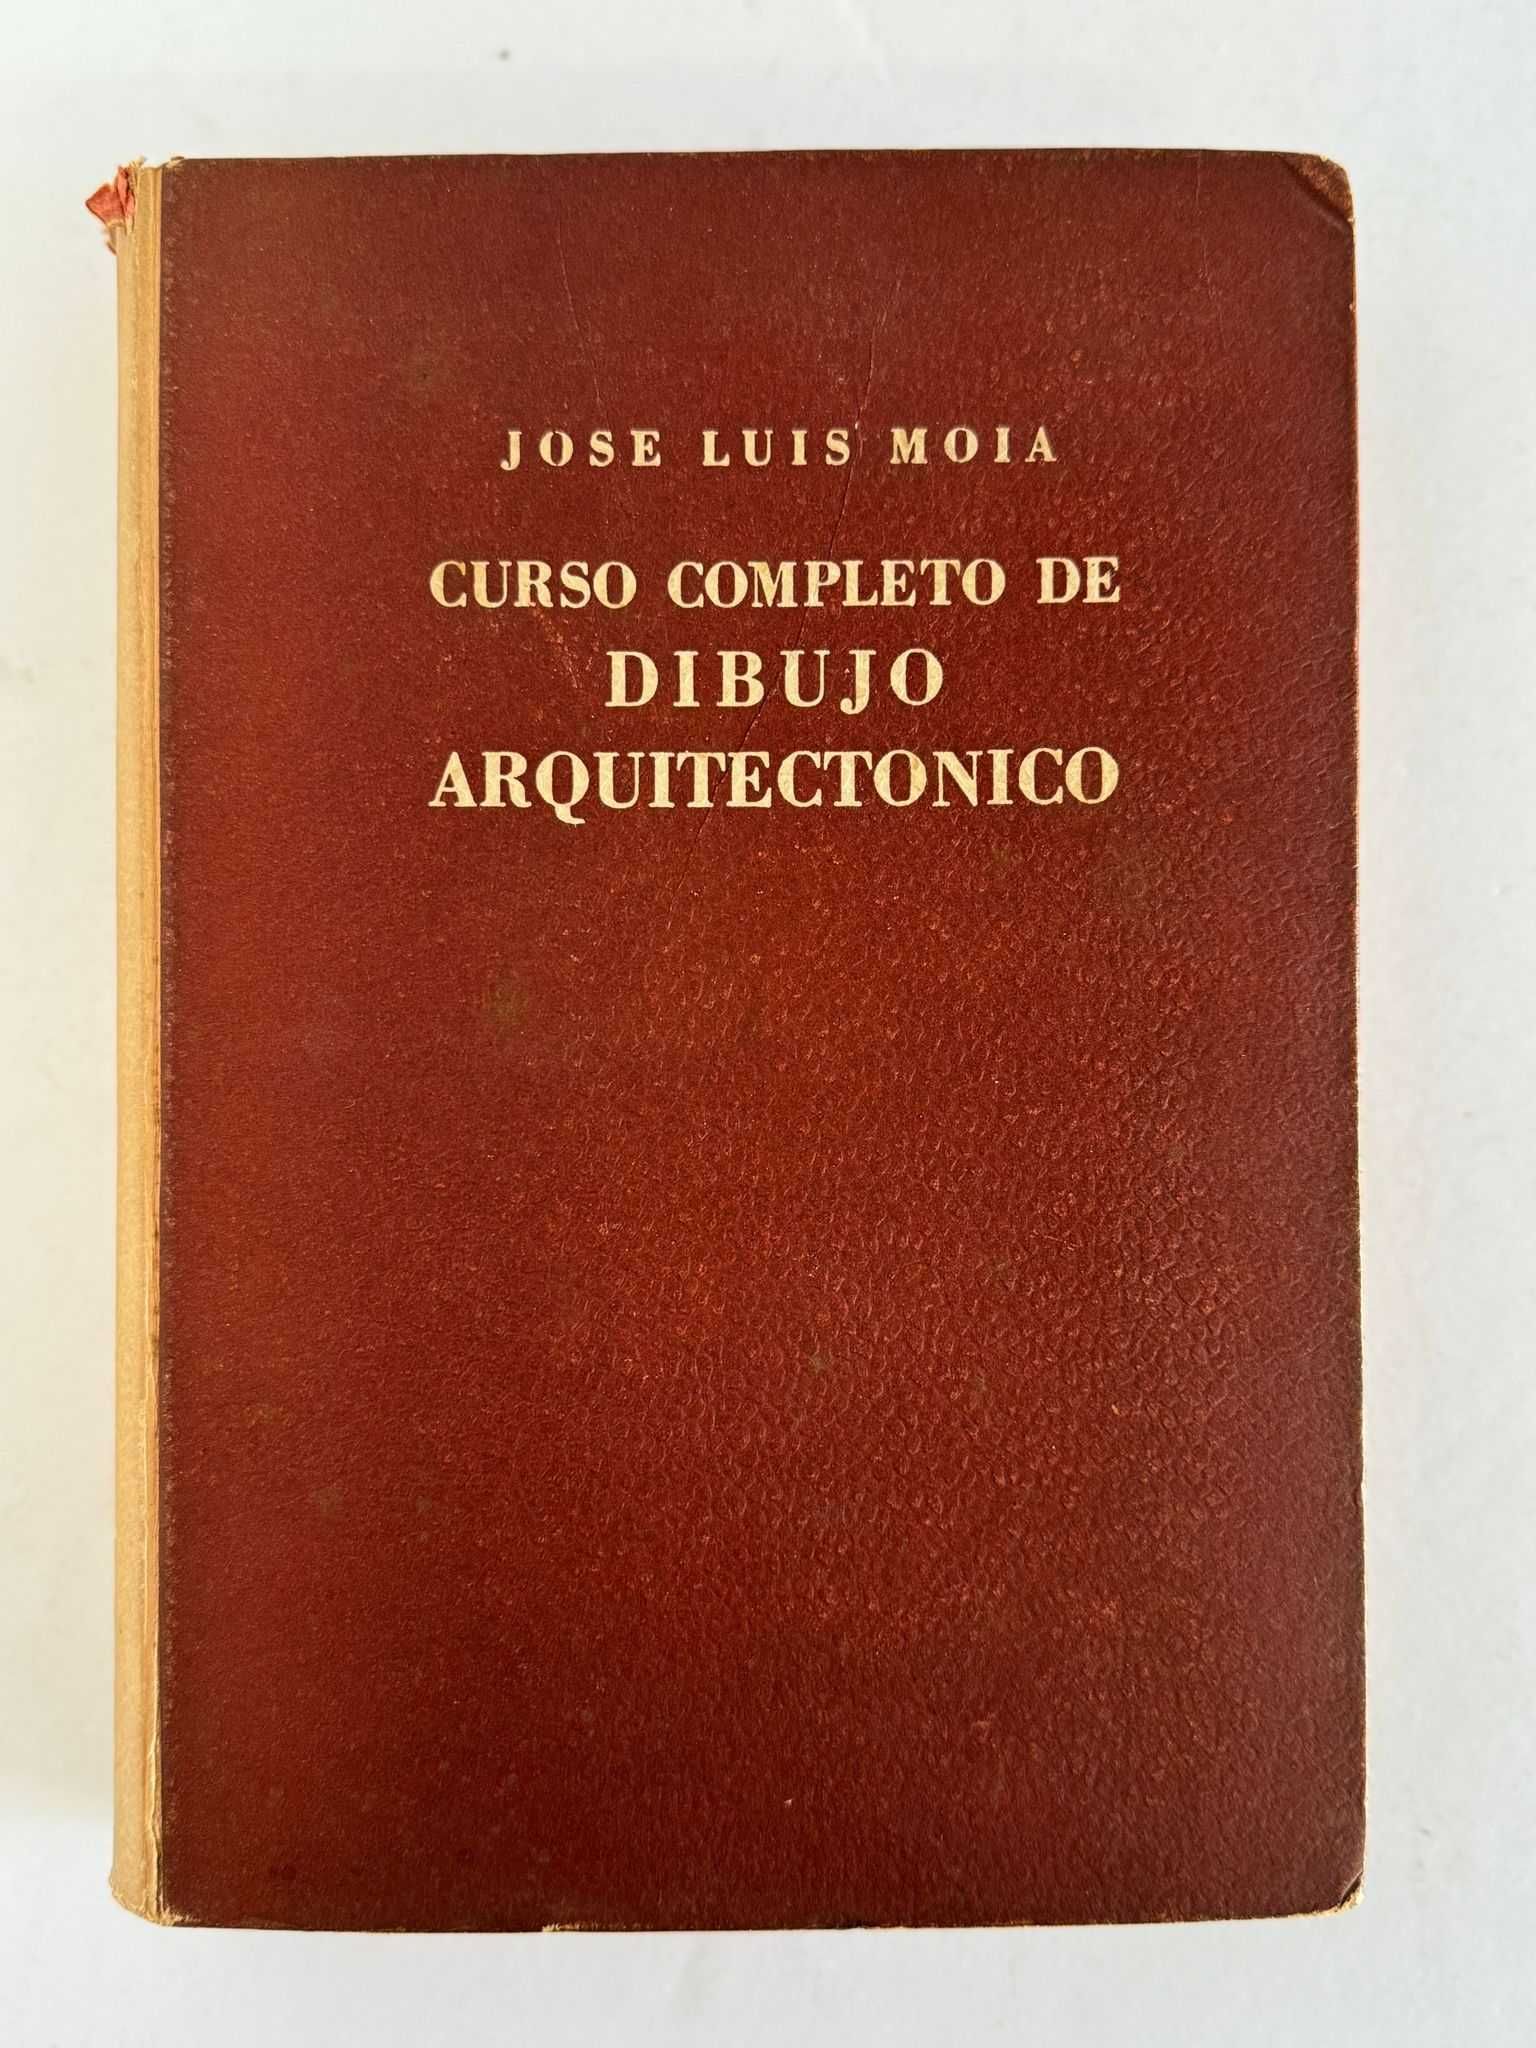 JOSE LUIS MOIA
CURSO COMPLETO DE
DIBUJO
ARQUITECTONICO